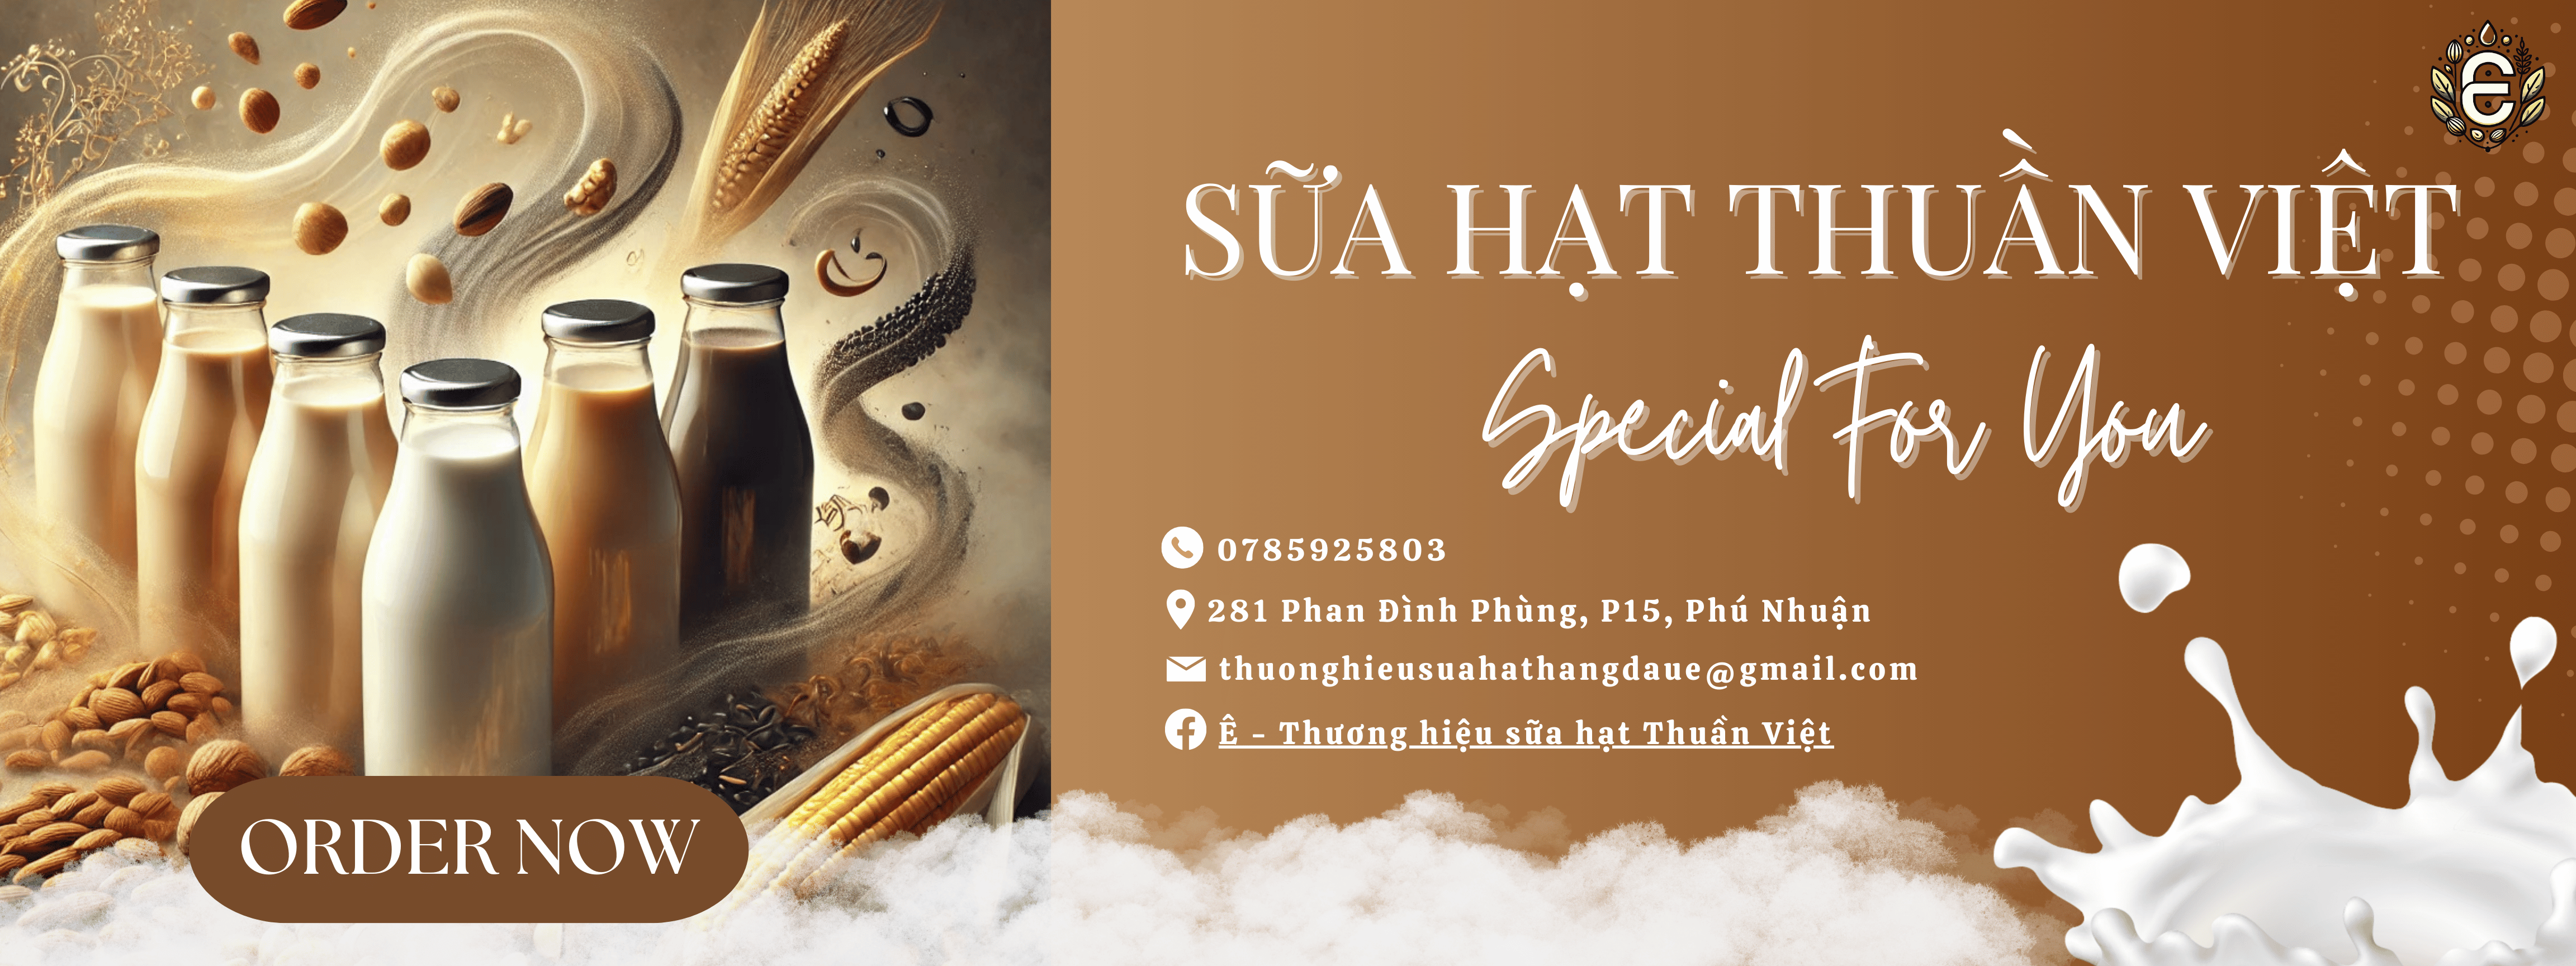 Ê
SỮA HẠT THUẦN VIỆT
Special For You
0785925803
281 Phan Đình Phùng, P15, Phú Nhuận
thuonghieusuahathangdaue@gmail.com
Ê - Thương hiệu sữa hạt Thuần Việt
ORDER NOW